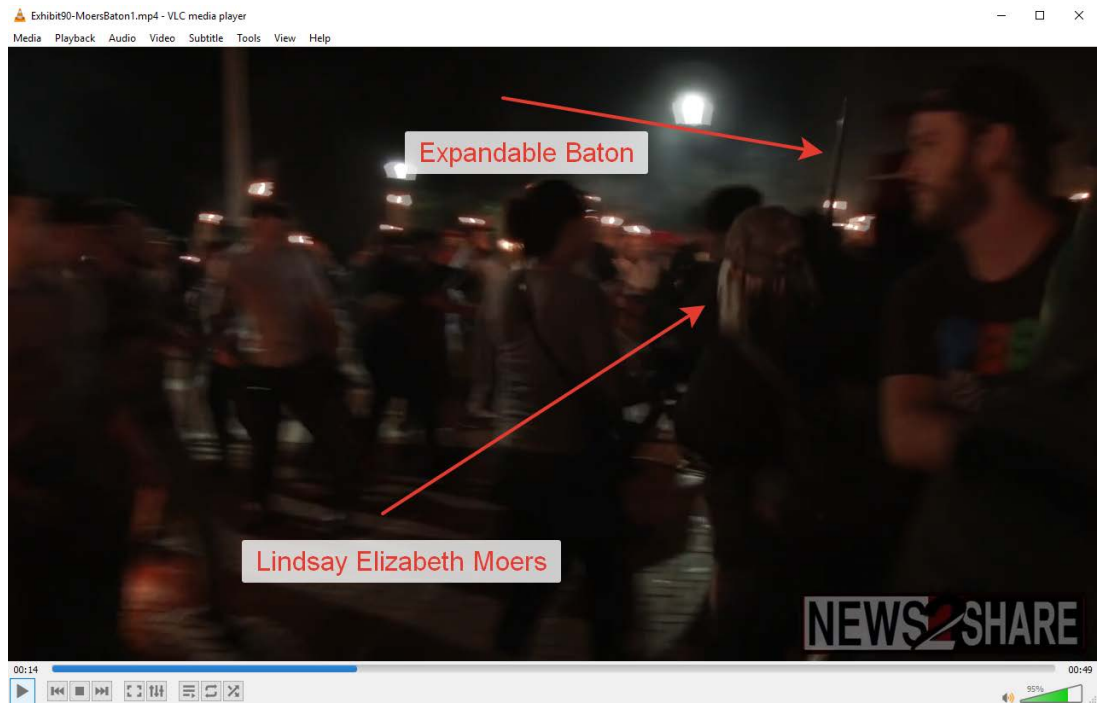 Exhibit90-MoersBaton1.mp4 - VLC media player
Media Playback Audio Video Subtitle Tools View Help
Expandable Baton
Lindsay Elizabeth Moers
NEWS2SHARE
00:14
00:49
95%